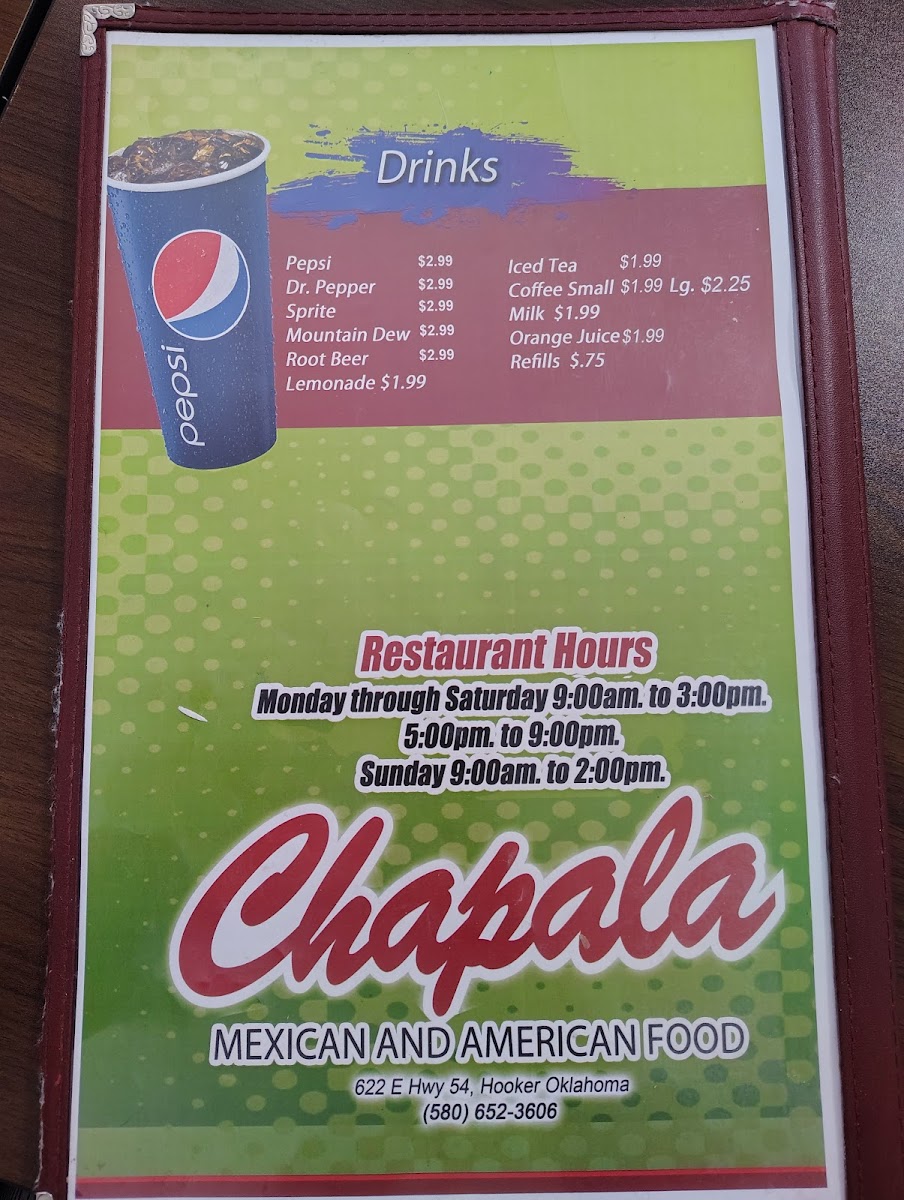 Drinks
pepsi
Pepsi $2.99
Dr. Pepper $2.99
Sprite $2.99
Mountain Dew $2.99
Root Beer $2.99
Lemonade $1.99
Iced Tea $1.99
Coffee Small $1.99 Lg. $2.25
Milk $1.99
Orange Juice $1.99
Refills $.75
Restaurant Hours
Monday through Saturday 9:00am. to 3:00pm.
5:00pm. to 9:00pm.
Sunday 9:00am. to 2:00pm.
Chapala
MEXICAN AND AMERICAN FOOD
622 E Hwy 54, Hooker Oklahoma
(580) 652-3606